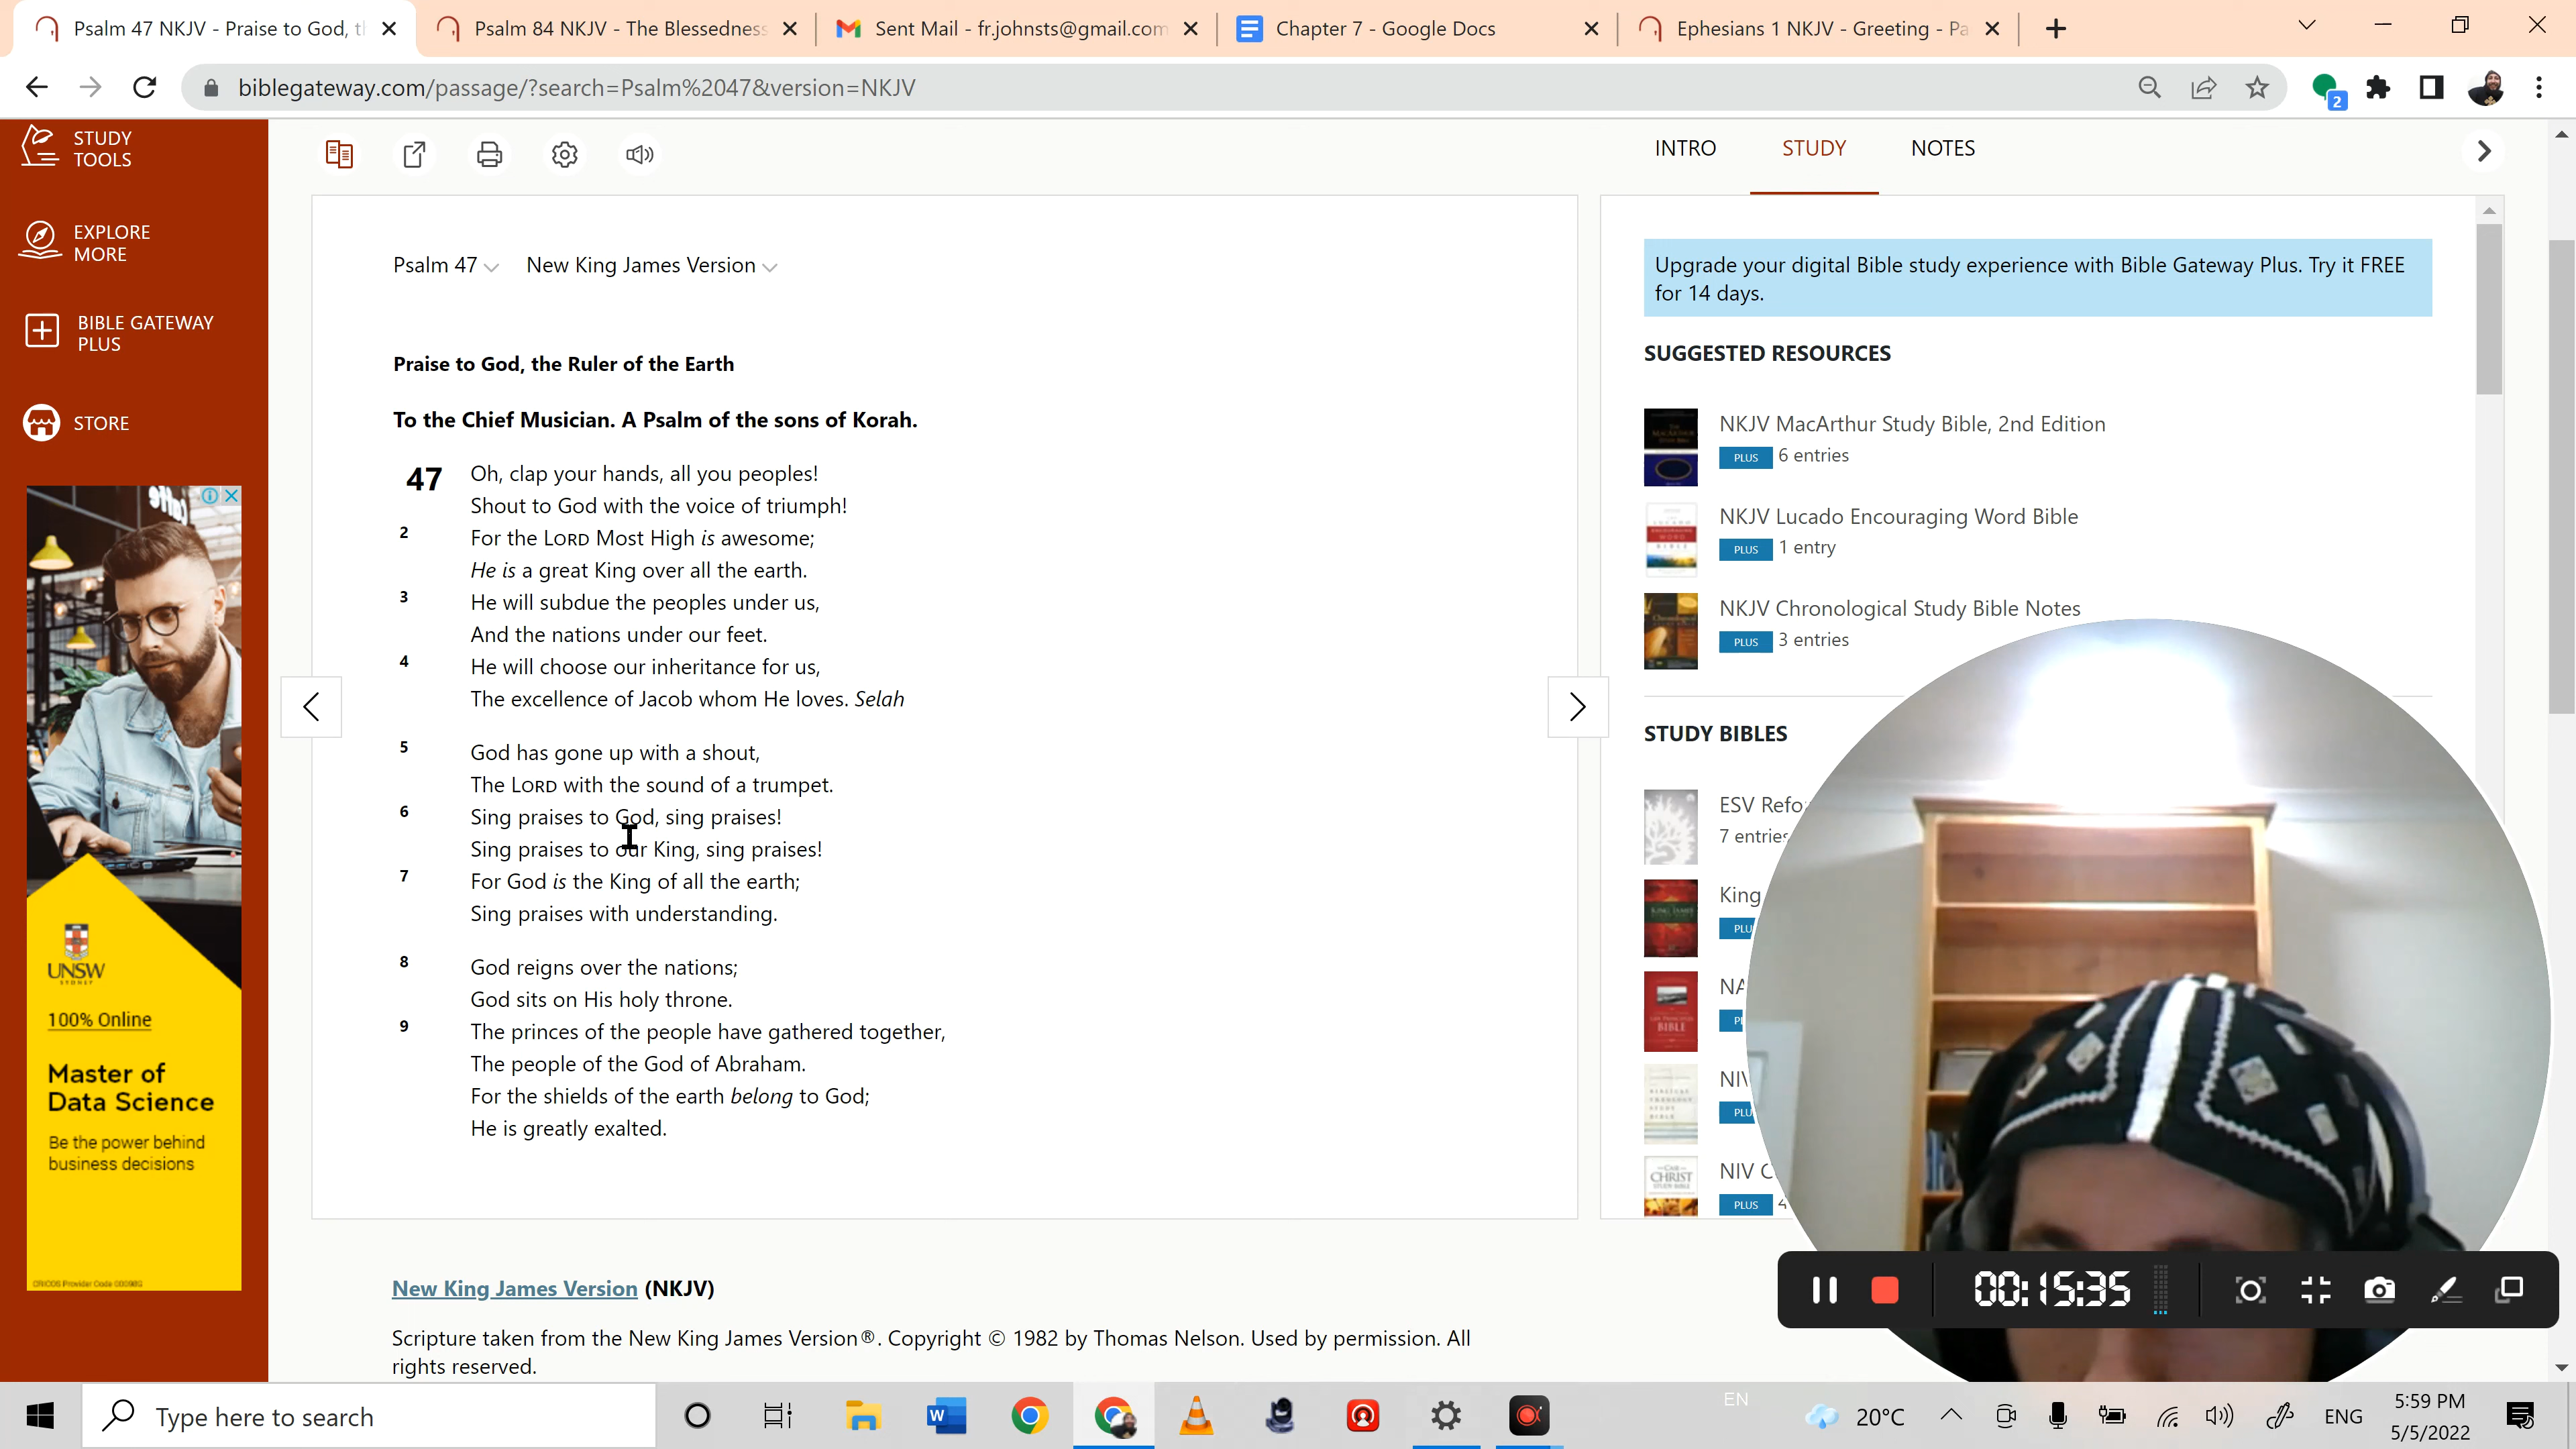 Psalm 47 NKJV - Praise to God, t
Psalm 84 NKJV - The Blessedness
Sent Mail - fr.johnsts@gmail.com
Chapter 7 - Google Docs
Ephesians 1 NKJV - Greeting - Pa
biblegateway.com/passage/?search=Psalm%2047&version=NKJV
2
STUDY
TOOLS
EXPLORE
MORE
BIBLE GATEWAY
PLUS
STORE
UNSW
SYDNEY
100% Online
Master of
Data Science
Be the power behind
business decisions
CRICOS Provider Code 00098G
INTRO
STUDY
NOTES
Psalm 47
New King James Version
Praise to God, the Ruler of the Earth
To the Chief Musician. A Psalm of the sons of Korah.
47 Oh, clap your hands, all you peoples!
Shout to God with the voice of triumph!
2 For the LORD Most High is awesome;
He is a great King over all the earth.
3 He will subdue the peoples under us,
And the nations under our feet.
4 He will choose our inheritance for us,
The excellence of Jacob whom He loves. Selah
5 God has gone up with a shout,
The LORD with the sound of a trumpet.
6 Sing praises to God, sing praises!
Sing praises to our King, sing praises!
7 For God is the King of all the earth;
Sing praises with understanding.
8 God reigns over the nations;
God sits on His holy throne.
9 The princes of the people have gathered together,
The people of the God of Abraham.
For the shields of the earth belong to God;
He is greatly exalted.
New King James Version (NKJV)
Scripture taken from the New King James Version®. Copyright © 1982 by Thomas Nelson. Used by permission. All
rights reserved.
Upgrade your digital Bible study experience with Bible Gateway Plus. Try it FREE
for 14 days.
SUGGESTED RESOURCES
NKJV MacArthur Study Bible, 2nd Edition
PLUS 6 entries
NKJV Lucado Encouraging Word Bible
PLUS 1 entry
NKJV Chronological Study Bible Notes
PLUS 3 entries
STUDY BIBLES
ESV Refo
7 entries
King
PLU
NA
PL
NIV
PLU
NIV C
PLUS 4
00:15:35
Type here to search
EN
20°C
ENG
5:59 PM
5/5/2022